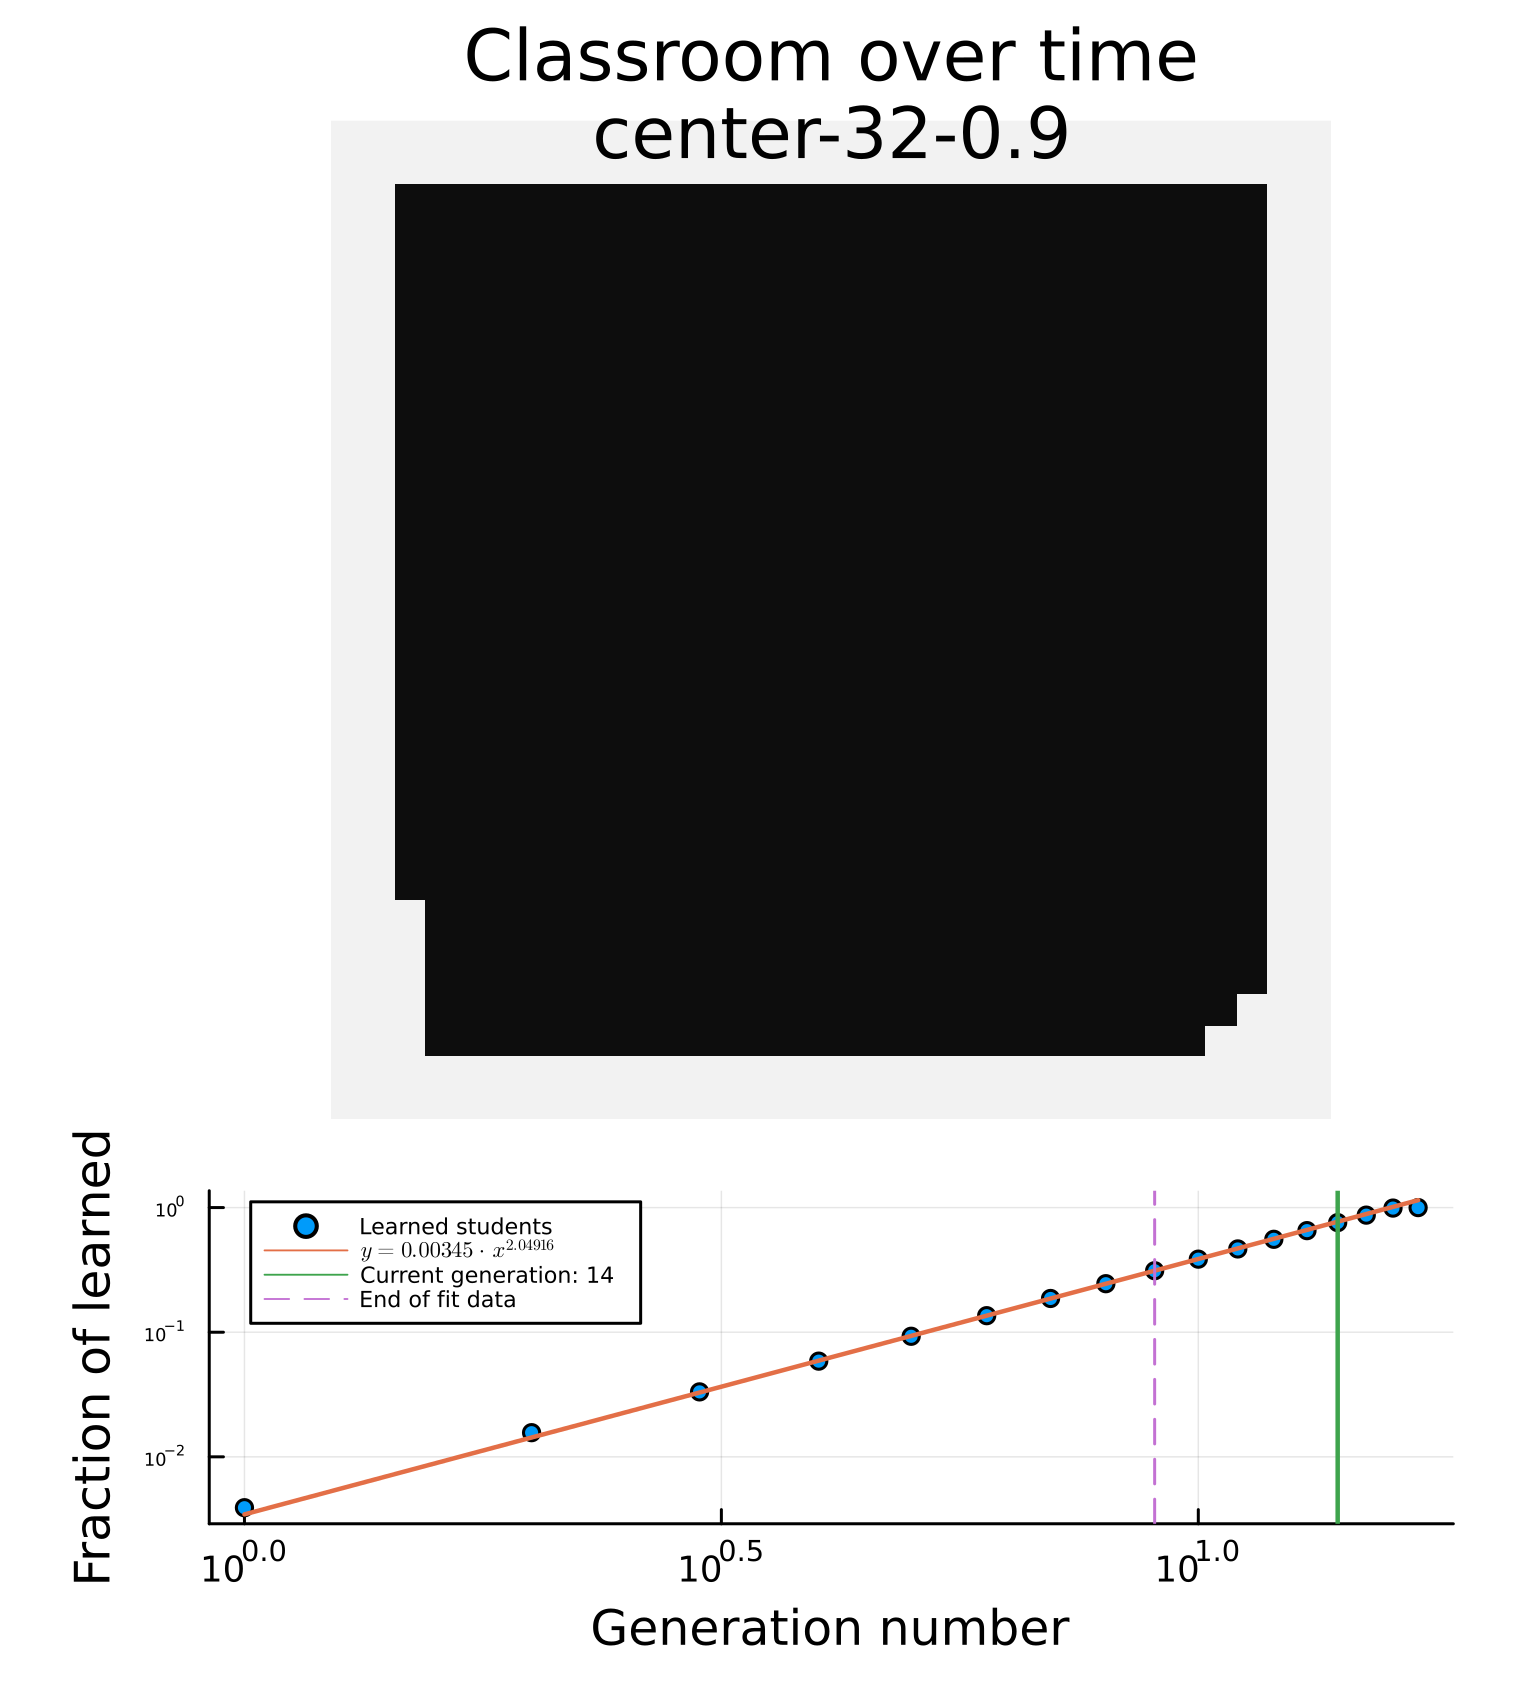 Classroom over time
center-32-0.9
Fraction of learned
10⁰
10⁻¹
10⁻²
Learned students
y = 0.00345 · x^{2.04916}
Current generation: 14
End of fit data
10^{0.0}
10^{0.5}
10^{1.0}
Generation number